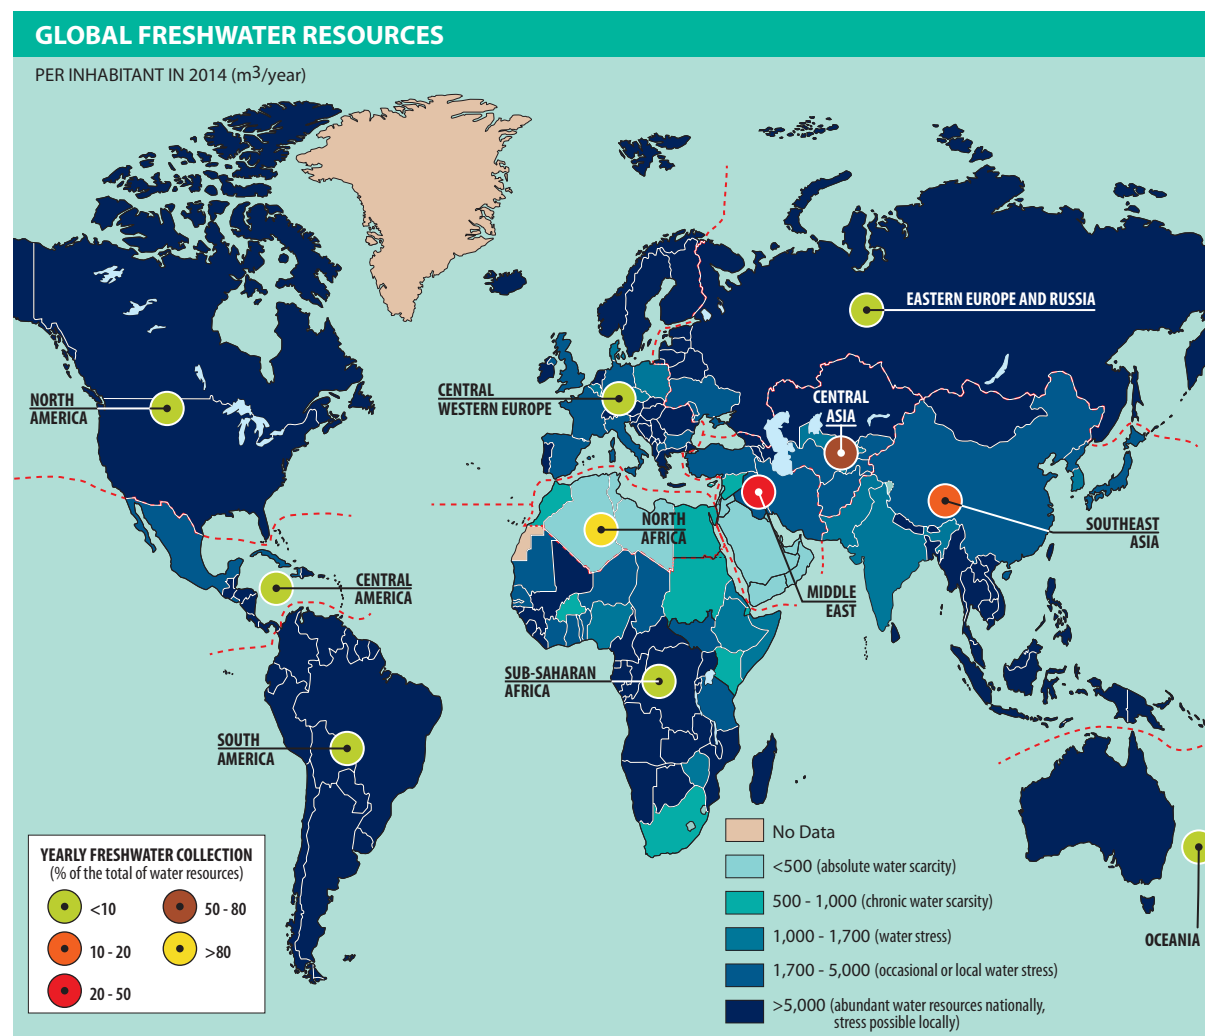 GLOBAL FRESHWATER RESOURCES
PER INHABITANT IN 2014 (m3/year)
EASTERN EUROPE AND RUSSIA
NORTH
AMERICA
CENTRAL
WESTERN EUROPE
CENTRAL
ASIA
NORTH
AFRICA
SOUTHEAST
ASIA
CENTRAL
AMERICA
MIDDLE
EAST
SUB-SAHARAN
AFRICA
SOUTH
AMERICA
OCEANIA
YEARLY FRESHWATER COLLECTION
(% of the total of water resources)
<10
50 - 80
10 - 20
>80
20 - 50
No Data
<500 (absolute water scarcity)
500 - 1,000 (chronic water scarsity)
1,000 - 1,700 (water stress)
1,700 - 5,000 (occasional or local water stress)
>5,000 (abundant water resources nationally,
stress possible locally)